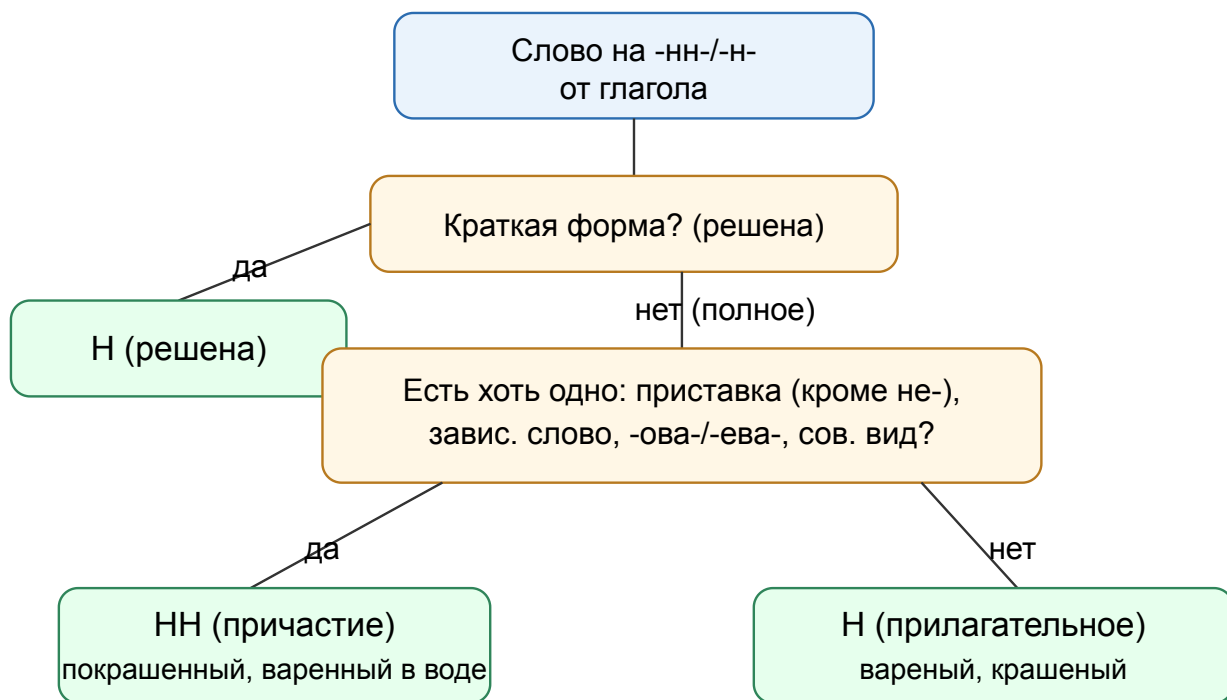 Слово на -нн-/-н-
от глагола
Краткая форма? (решена)
да
нет (полное)
Н (решена)
Есть хоть одно: приставка (кроме не-),
завис. слово, -ова-/-ева-, сов. вид?
да
нет
НН (причастие)
покрашенный, варенный в воде
Н (прилагательное)
вареный, крашеный